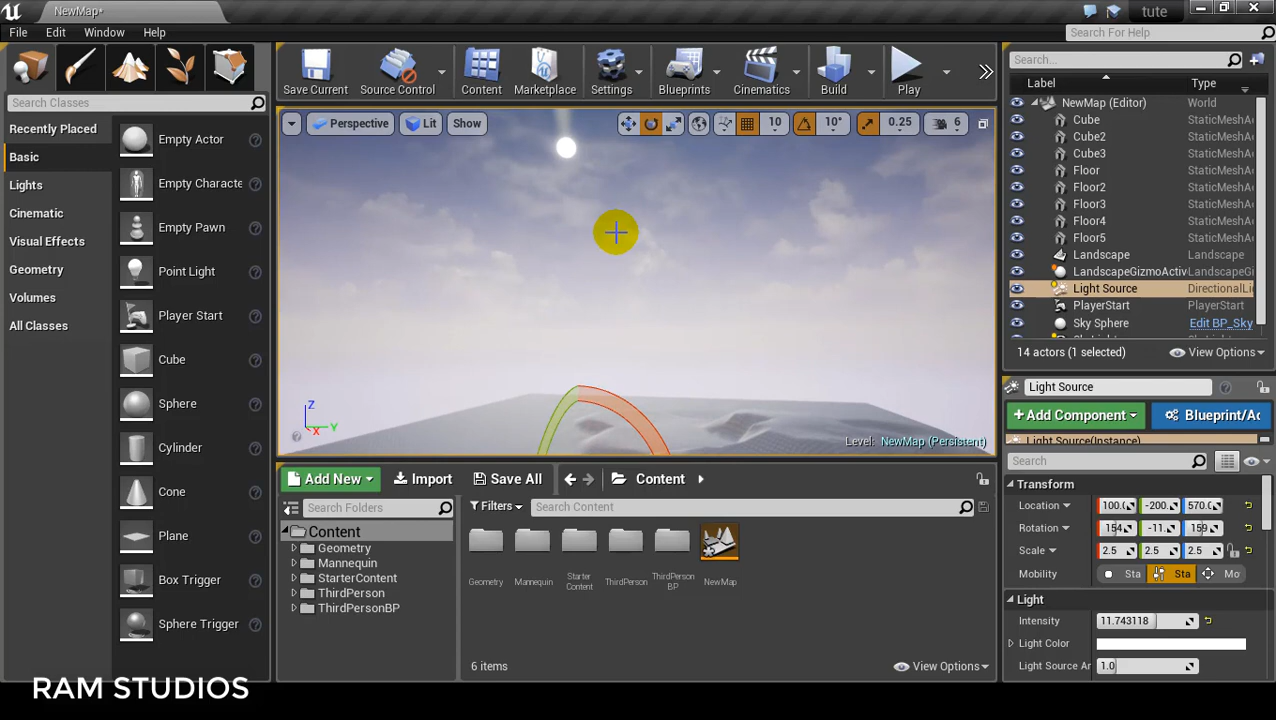 NewMap*
tute
File Edit Window Help
Search For Help
Search Classes
Recently Placed
Basic
Lights
Cinematic
Visual Effects
Geometry
Volumes
All Classes
Empty Actor
Empty Characte
Empty Pawn
Point Light
Player Start
Cube
Sphere
Cylinder
Cone
Plane
Box Trigger
Sphere Trigger
Save Current Source Control Content Marketplace Settings Blueprints Cinematics Build Play
Perspective Lit Show 10 10° 0.25 6
Z
X Y
Level: NewMap (Persistent)
Add New Import Save All Content
Search Folders
Filters Search Content
Content
Geometry
Mannequin
StarterContent
ThirdPerson
ThirdPersonBP
Geometry Mannequin Starter Content ThirdPerson ThirdPerson BP NewMap
6 items View Options
Search...
Label Type
NewMap (Editor) World
Cube StaticMeshA
Cube2 StaticMeshA
Cube3 StaticMeshA
Floor StaticMeshA
Floor2 StaticMeshA
Floor3 StaticMeshA
Floor4 StaticMeshA
Floor5 StaticMeshA
Landscape Landscape
LandscapeGizmoActiv LandscapeGi
Light Source DirectionalLi
PlayerStart PlayerStart
Sky Sphere Edit BP_Sky
14 actors (1 selected) View Options
Light Source
Add Component Blueprint/Ac
Light Source(Instance)
Search
Transform
Location 100.0 -200. 570.0
Rotation 154 -11. 159
Scale 2.5 2.5 2.5
Mobility Sta Sta Mo
Light
Intensity 11.743118
Light Color
Light Source An 1.0
RAM STUDIOS